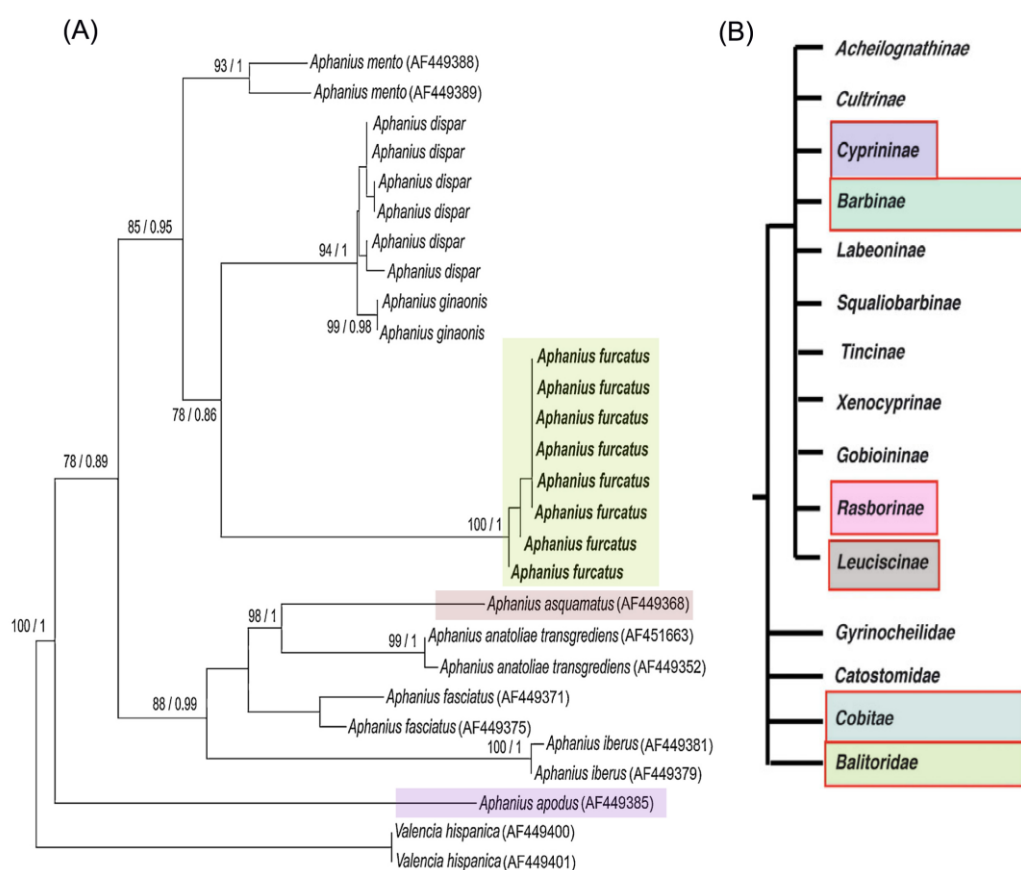 (A)
93 / 1
Aphanius mento (AF449388)
Aphanius mento (AF449389)
Aphanius dispar
Aphanius dispar
Aphanius dispar
Aphanius dispar
85 / 0.95
94 / 1
Aphanius dispar
Aphanius dispar
Aphanius ginaonis
99 / 0.98
Aphanius ginaonis
Aphanius furcatus
Aphanius furcatus
78 / 0.86
Aphanius furcatus
Aphanius furcatus
78 / 0.89
Aphanius furcatus
Aphanius furcatus
100 / 1
Aphanius furcatus
Aphanius furcatus
Aphanius asquamatus (AF449368)
98 / 1
100 / 1
99 / 1
Aphanius anatoliae transgrediens (AF451663)
Aphanius anatoliae transgrediens (AF449352)
88 / 0.99
Aphanius fasciatus (AF449371)
Aphanius fasciatus (AF449375)
100 / 1
Aphanius iberus (AF449381)
Aphanius iberus (AF449379)
Aphanius apodus (AF449385)
Valencia hispanica (AF449400)
Valencia hispanica (AF449401)
(B)
Acheilognathinae
Cultrinae
Cyprininae
Barbinae
Labeoninae
Squaliobarbinae
Tincinae
Xenocyprinae
Gobioninae
Rasborinae
Leuciscinae
Gyrinocheilidae
Catostomidae
Cobitae
Balitoridae